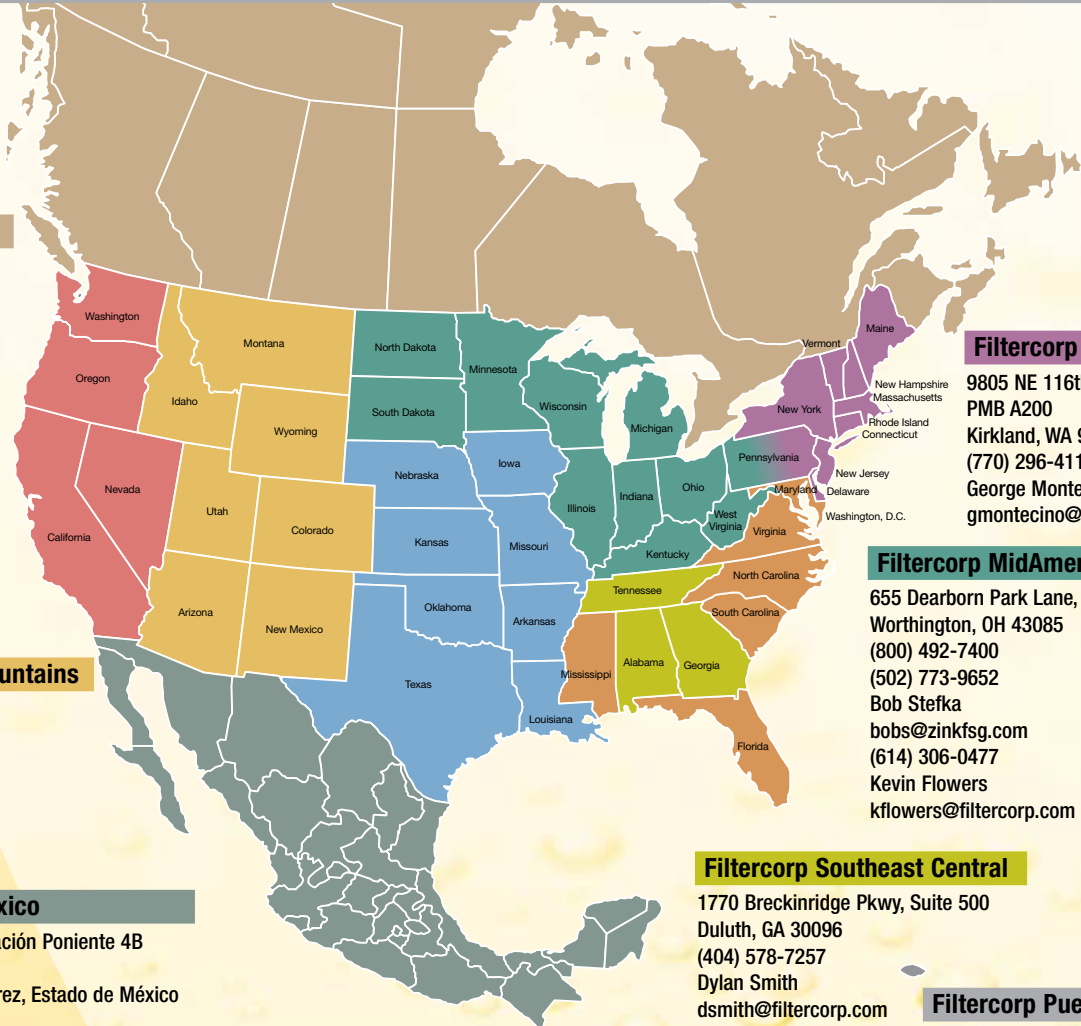 Washington
Oregon
California
Nevada
Idaho
Montana
Wyoming
Utah
Colorado
Arizona
New Mexico
North Dakota
South Dakota
Minnesota
Wisconsin
Michigan
Illinois
Indiana
Ohio
Kentucky
West
Virginia
Pennsylvania
Nebraska
Iowa
Kansas
Missouri
Oklahoma
Arkansas
Texas
Louisiana
Tennessee
Alabama
Georgia
Mississippi
Florida
South Carolina
North Carolina
Virginia
Maryland
Washington, D.C.
Delaware
New Jersey
New York
Vermont
Maine
New Hampshire
Massachusetts
Rhode Island
Connecticut
Filtercorp
9805 NE 116th
PMB A200
Kirkland, WA 9
(770) 296-411
George Monte
gmontecino@
Filtercorp MidAmer
655 Dearborn Park Lane,
Worthington, OH 43085
(800) 492-7400
(502) 773-9652
Bob Stefka
bobs@zinkfsg.com
(614) 306-0477
Kevin Flowers
kflowers@filtercorp.com
Filtercorp Southeast Central
1770 Breckinridge Pkwy, Suite 500
Duluth, GA 30096
(404) 578-7257
Dylan Smith
dsmith@filtercorp.com
Filtercorp Pue
untains
xico
ación Poniente 4B
rez, Estado de México